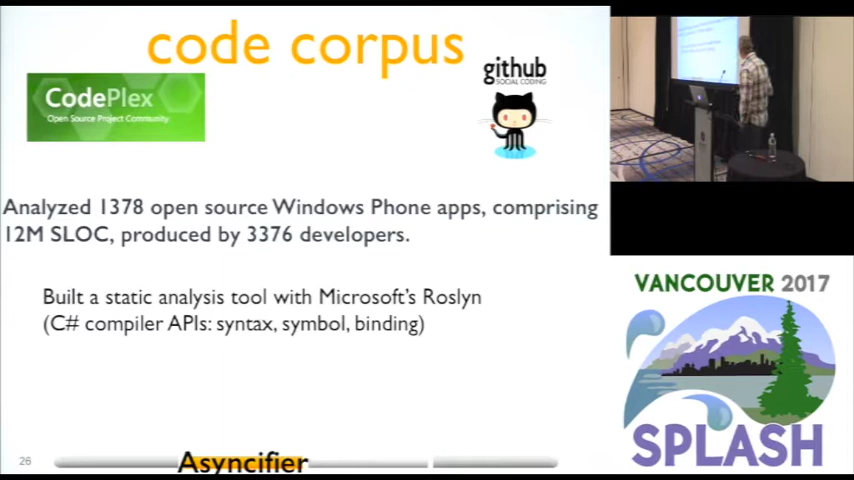 code corpus
CodePlex
Open Source Project Community
github
SOCIAL CODING
Analyzed 1378 open source Windows Phone apps, comprising
12M SLOC, produced by 3376 developers.
Built a static analysis tool with Microsoft's Roslyn
(C# compiler APIs: syntax, symbol, binding)
26
Asyncifier
VANCOUVER 2017
SPLASH